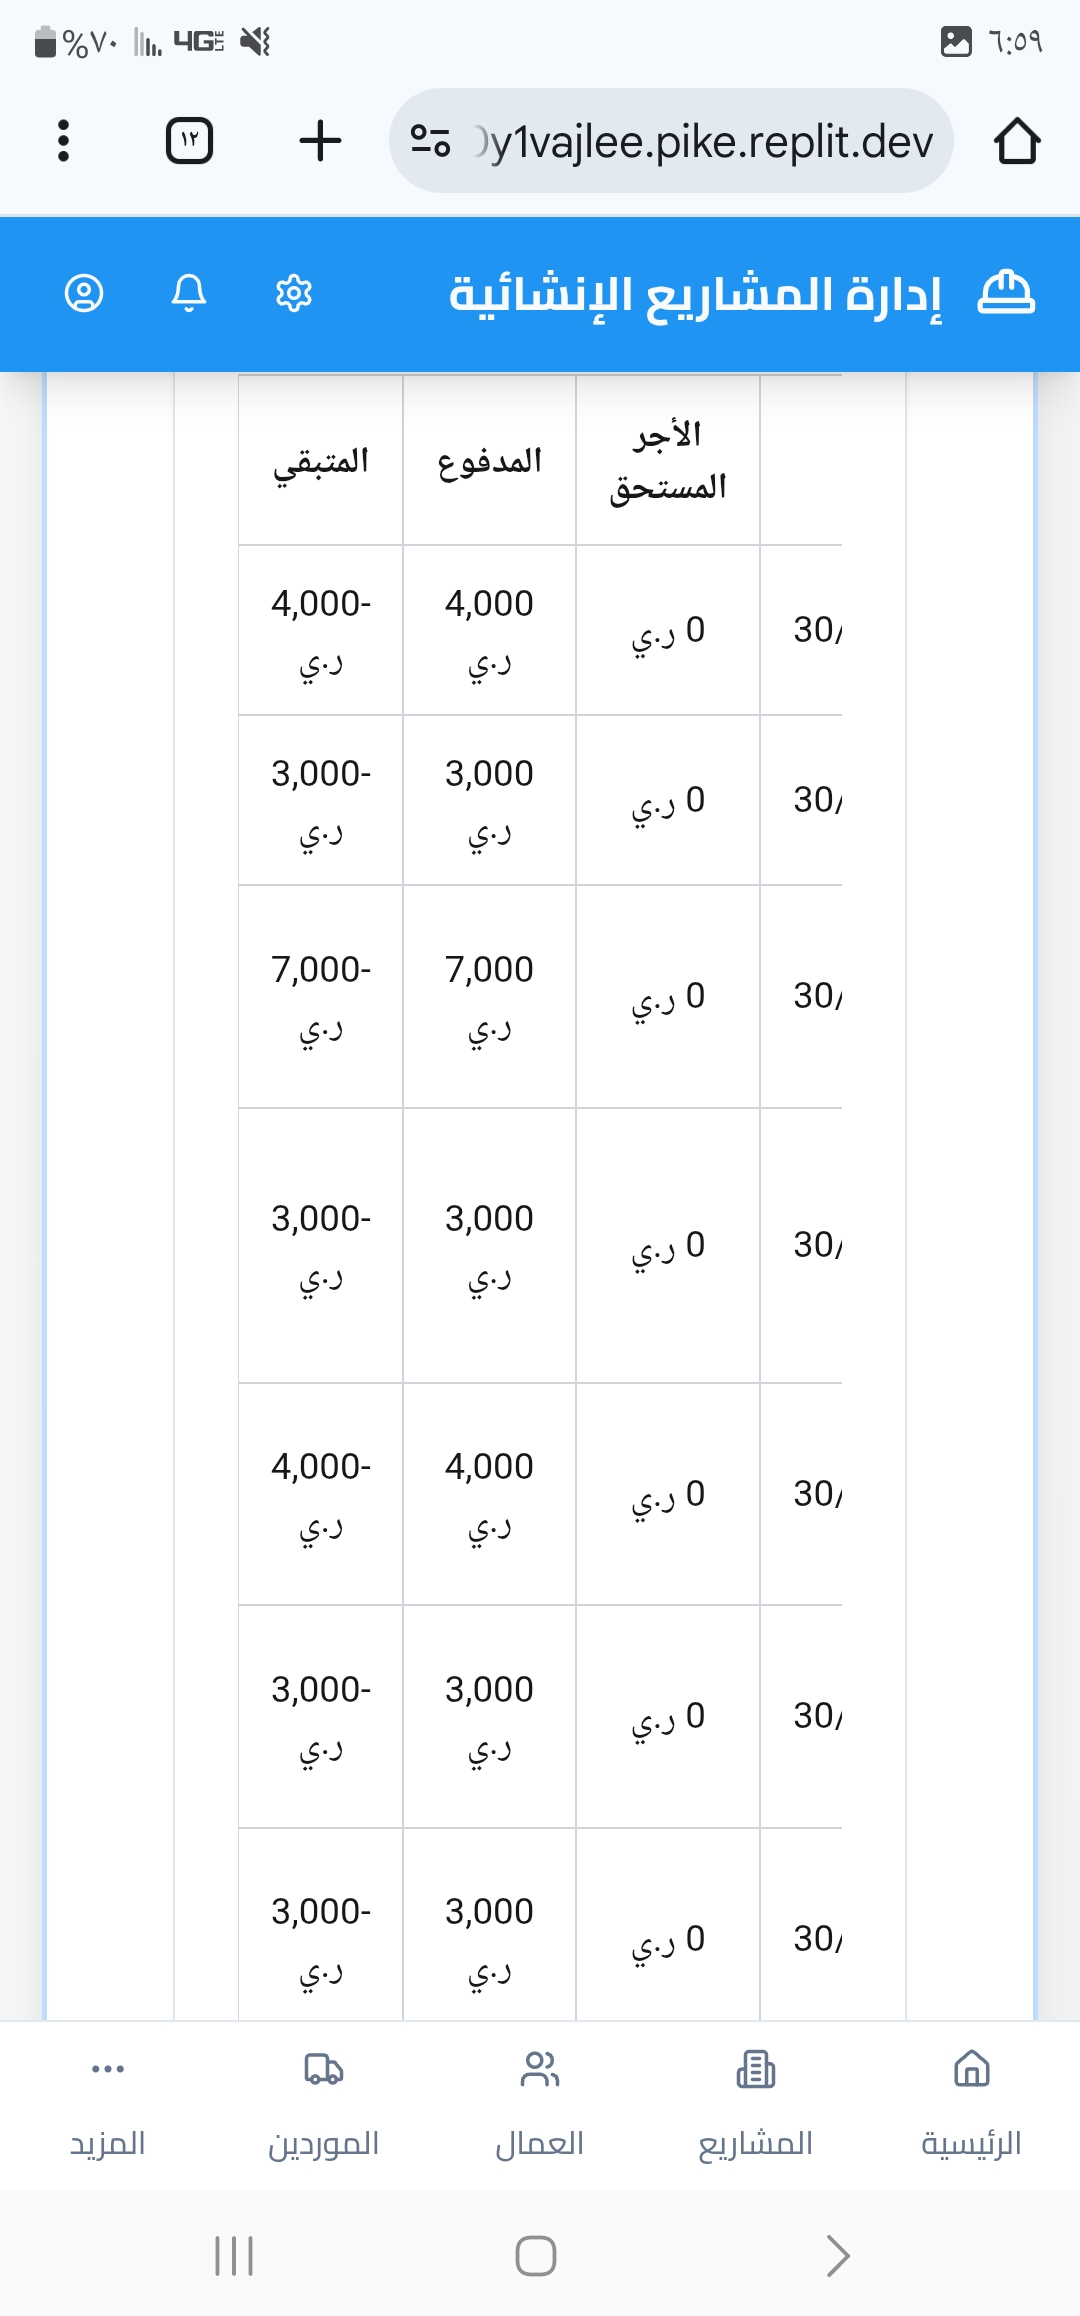 %٧٠ 4G LTE ٦:٥٩
١٢ y1vajlee.pike.replit.dev
إدارة المشاريع الإنشائية
الأجر المستحق المدفوع المتبقي
30/ 0 ر.ي 4,000 ر.ي -4,000 ر.ي
30/ 0 ر.ي 3,000 ر.ي -3,000 ر.ي
30/ 0 ر.ي 7,000 ر.ي -7,000 ر.ي
30/ 0 ر.ي 3,000 ر.ي -3,000 ر.ي
30/ 0 ر.ي 4,000 ر.ي -4,000 ر.ي
30/ 0 ر.ي 3,000 ر.ي -3,000 ر.ي
30/ 0 ر.ي 3,000 ر.ي -3,000 ر.ي
الرئيسية المشاريع العمال الموردين المزيد